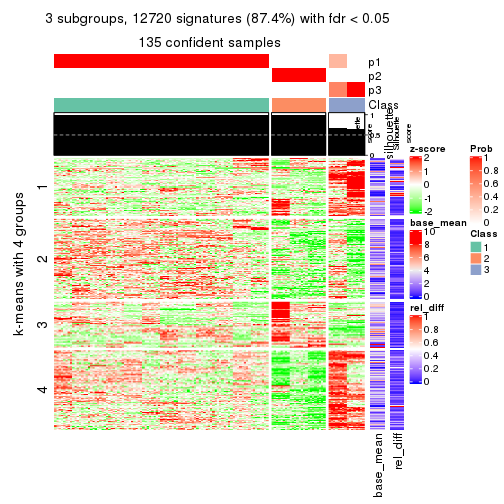 3 subgroups, 12720 signatures (87.4%) with fdr < 0.05
135 confident samples
p1
p2
p3
Class
1
0.5
0
silhouette
score
Silhouette
score
k-means with 4 groups
1
2
3
4
base_mean
rel_diff
z-score
2
1
0
-1
-2
base_mean
10
8
6
4
2
0
rel_diff
1
0.8
0.6
0.4
0.2
0
Prob
1
0.8
0.6
0.4
0.2
0
Class
1
2
3